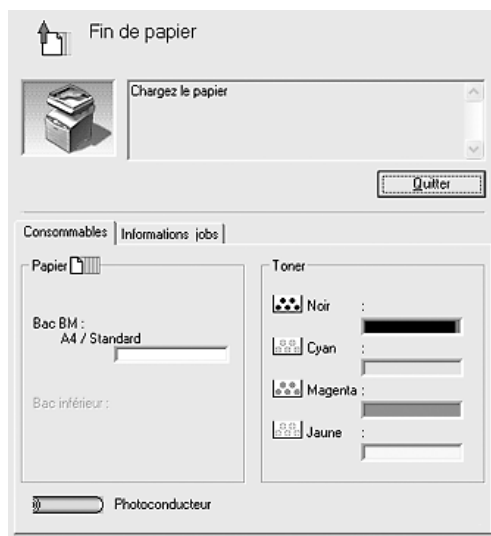 Fin de papier
Chargez le papier
Quitter
Consommables
Informations jobs
Papier
Bac BM :
A4 / Standard
Bac inférieur :
Toner
Noir :
Cyan :
Magenta :
Jaune :
Photoconducteur